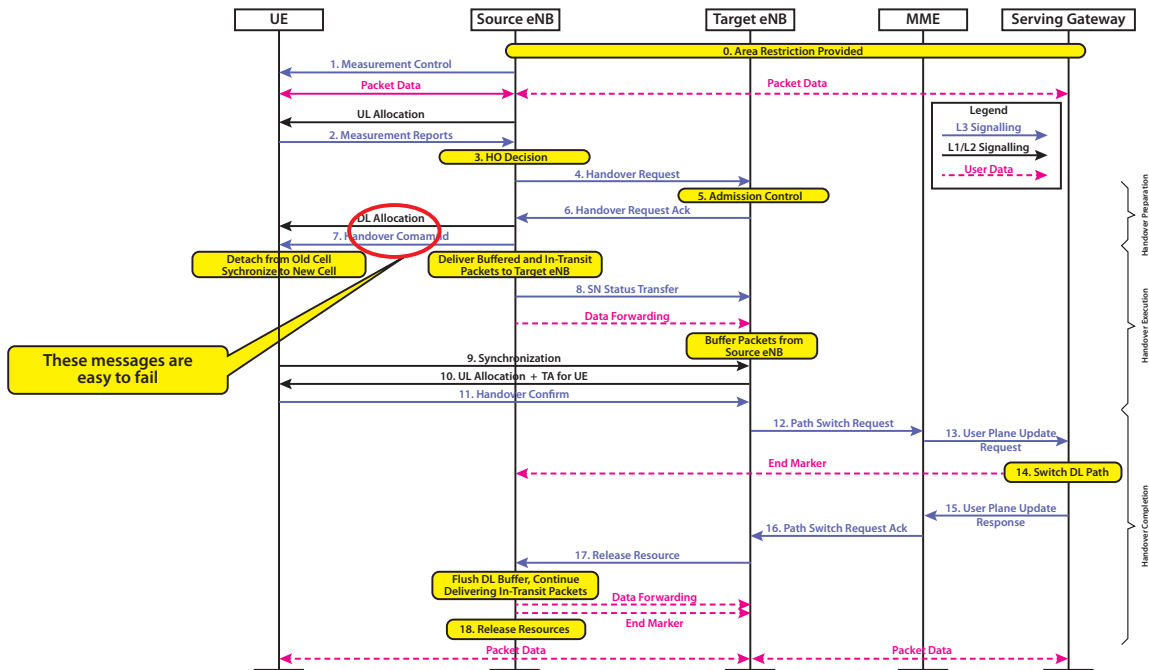 UE
Source eNB
Target eNB
MME
Serving Gateway
0. Area Restriction Provided
1. Measurement Control
Packet Data
Packet Data
Legend
L3 Signalling
L1/L2 Signalling
User Data
UL Allocation
2. Measurement Reports
3. HO Decision
4. Handover Request
5. Admission Control
6. Handover Request Ack
DL Allocation
7. Handover Comamnd
Handover Preparation
Detach from Old Cell
Sychronize to New Cell
Deliver Buffered and In-Transit
Packets to Target eNB
8. SN Status Transfer
Data Forwarding
Buffer Packets from
Source eNB
Handover Execution
These messages are
easy to fail
9. Synchronization
10. UL Allocation + TA for UE
11. Handover Confirm
12. Path Switch Request
13. User Plane Update
Request
End Marker
14. Switch DL Path
15. User Plane Update
Response
16. Path Switch Request Ack
Handover Completion
17. Release Resource
Flush DL Buffer, Continue
Delivering In-Transit Packets
Data Forwarding
End Marker
18. Release Resources
Packet Data
Packet Data